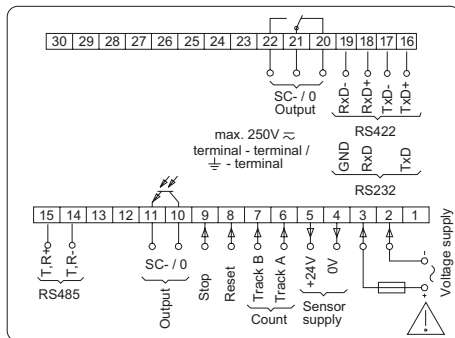 30 29 28 27 26 25 24 23 22 21 20 19 18 17 16
SC- / 0
Output
RxD-
RxD+
TxD-
TxD+
RS422
max. 250V ⎓
terminal - terminal /
⏚ - terminal
GND
RxD
TxD
RS232
15 14 13 12 11 10 9 8 7 6 5 4 3 2 1
T,R+
T,R-
RS485
SC- / 0
Output
Stop
Reset
Track B
Track A
Count
+24V
0V
Sensor
supply
-
~
+
Voltage supply
!